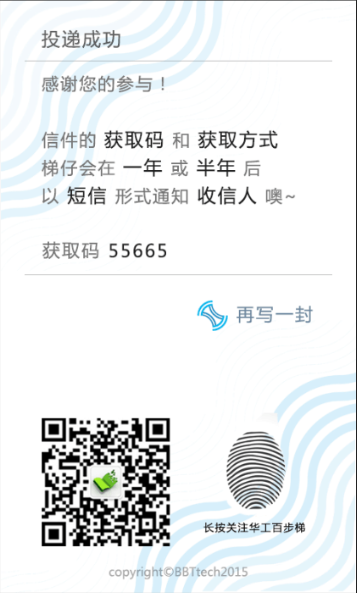 投递成功
感谢您的参与！
信件的 获取码 和 获取方式
梯仔会在 一年 或 半年 后
以 短信 形式通知 收信人 噢~
获取码 55665
再写一封
长按关注华工百步梯
copyright©BBTtech2015